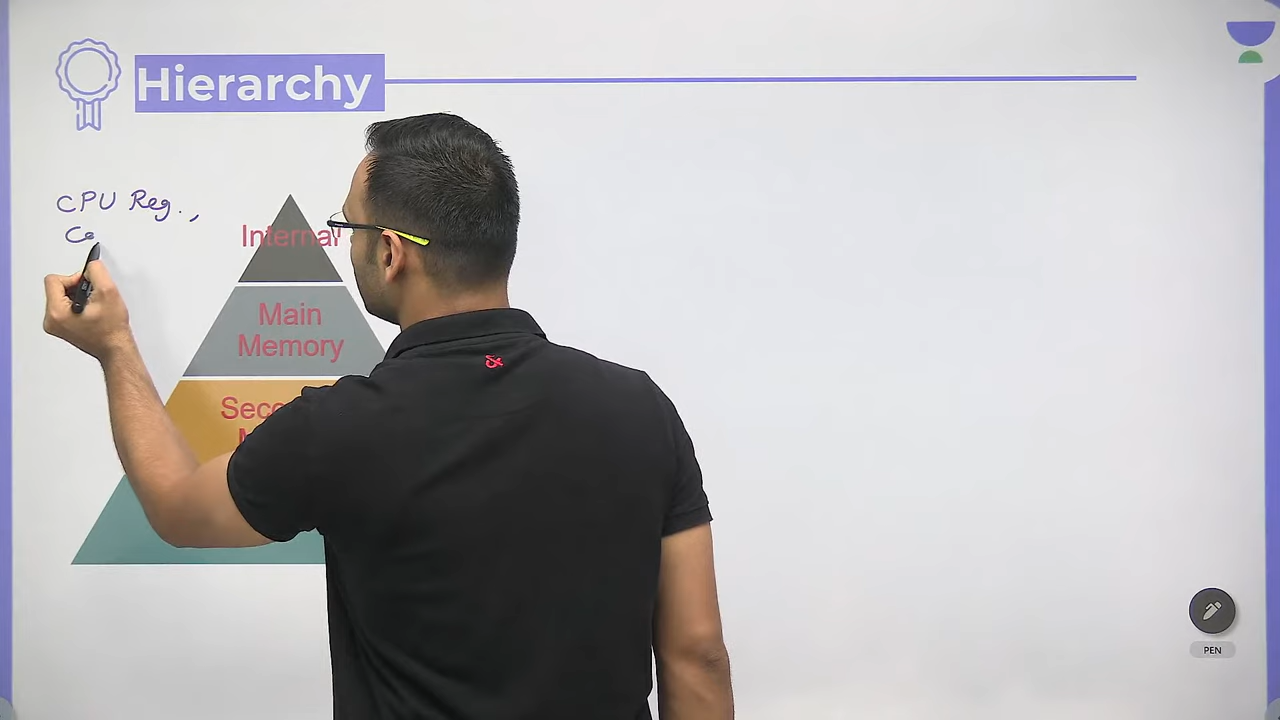 Hierarchy
CPU Reg.,
Internal
Main
Memory
PEN